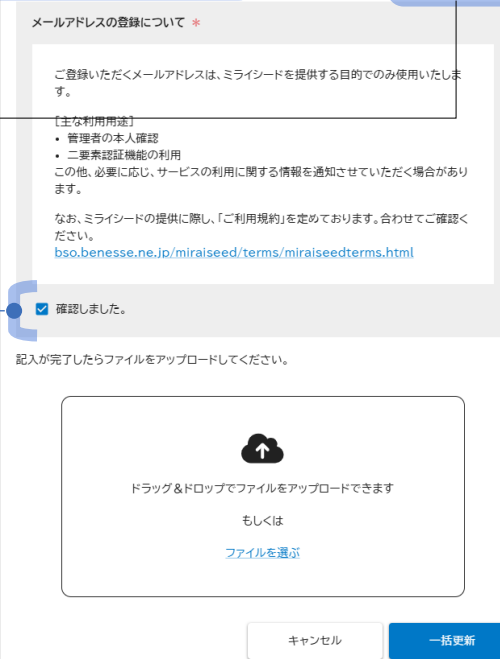 メールアドレスの登録について *
ご登録いただくメールアドレスは、ミライシードを提供する目的でのみ使用いたしま
す。
[主な利用用途]
• 管理者の本人確認
• 二要素認証機能の利用
この他、必要に応じ、サービスの利用に関する情報を通知させていただく場合があり
ます。
なお、ミライシードの提供に際し、「ご利用規約」を定めております。合わせてご確認く
ださい。
bso.benesse.ne.jp/miraiseed/terms/miraiseedterms.html
確認しました。
記入が完了したらファイルをアップロードしてください。
ドラッグ&ドロップでファイルをアップロードできます
もしくは
ファイルを選ぶ
キャンセル
一括更新